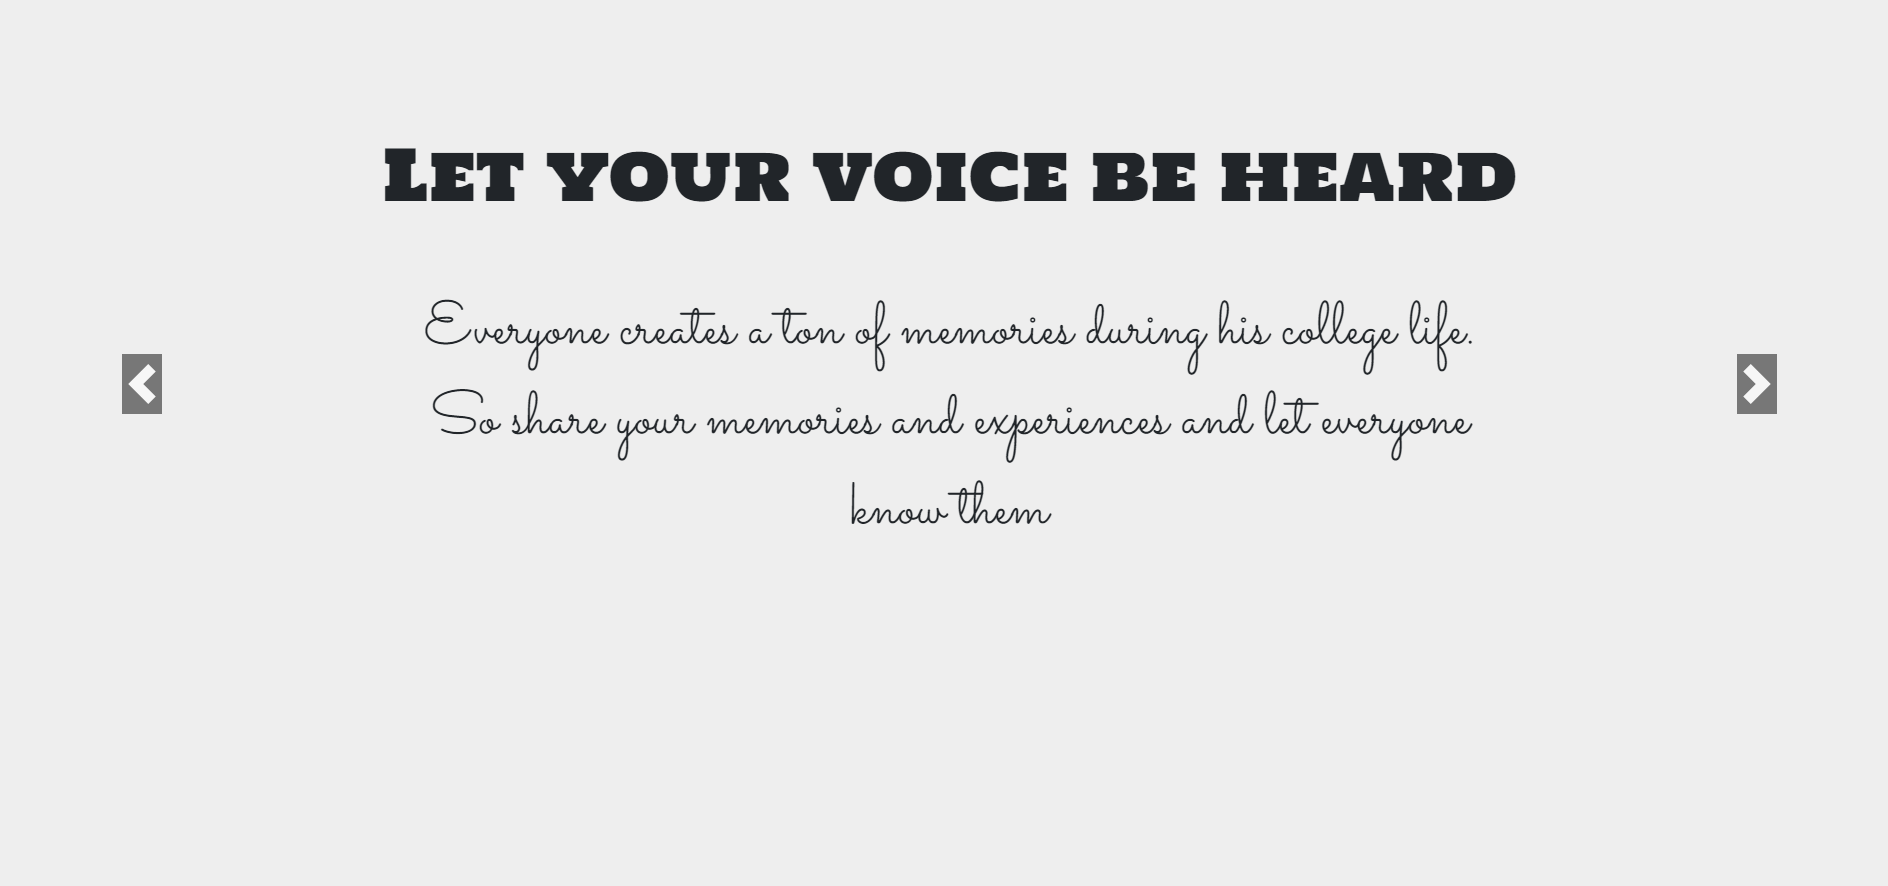 Let your voice be heard
Everyone creates a ton of memories during his college life.
So share your memories and experiences and let everyone
know them